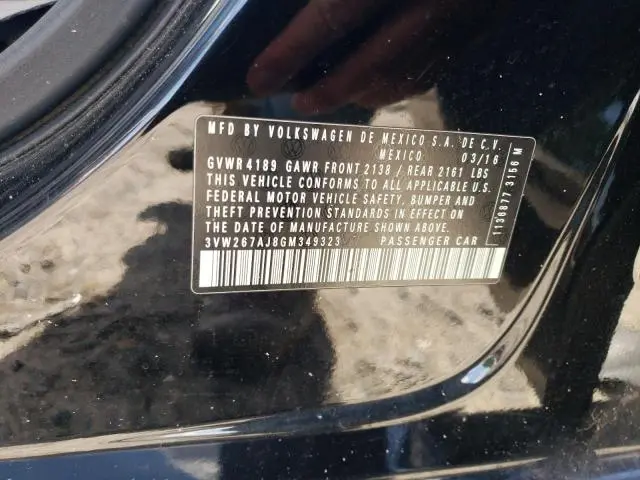 MFD BY VOLKSWAGEN DE MEXICO S.A. DE C.V.
MEXICO 03/16
GVWR 4189 GAWR FRONT 2138 / REAR 2161 LBS
THIS VEHICLE CONFORMS TO ALL APPLICABLE U.S.
FEDERAL MOTOR VEHICLE SAFETY, BUMPER AND
THEFT PREVENTION STANDARDS IN EFFECT ON
THE DATE OF MANUFACTURE SHOWN ABOVE.
3VW267AJ8GM349323 PASSENGER CAR
1136877 3156 M